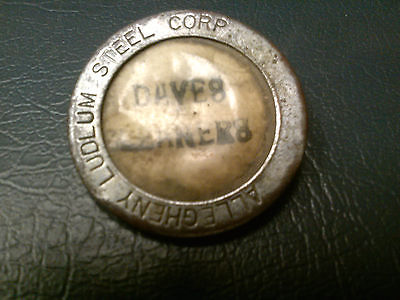 ALLEGHENY LUDLUM STEEL CORP.
DAVES